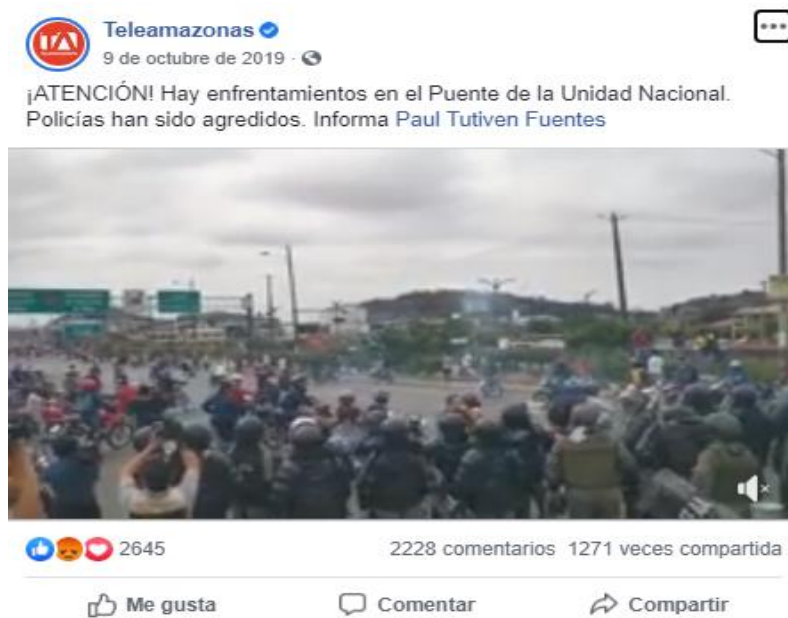 Teleamazonas
9 de octubre de 2019 ·
¡ATENCIÓN! Hay enfrentamientos en el Puente de la Unidad Nacional.
Policías han sido agredidos. Informa Paul Tutiven Fuentes
2645
2228 comentarios 1271 veces compartida
Me gusta
Comentar
Compartir